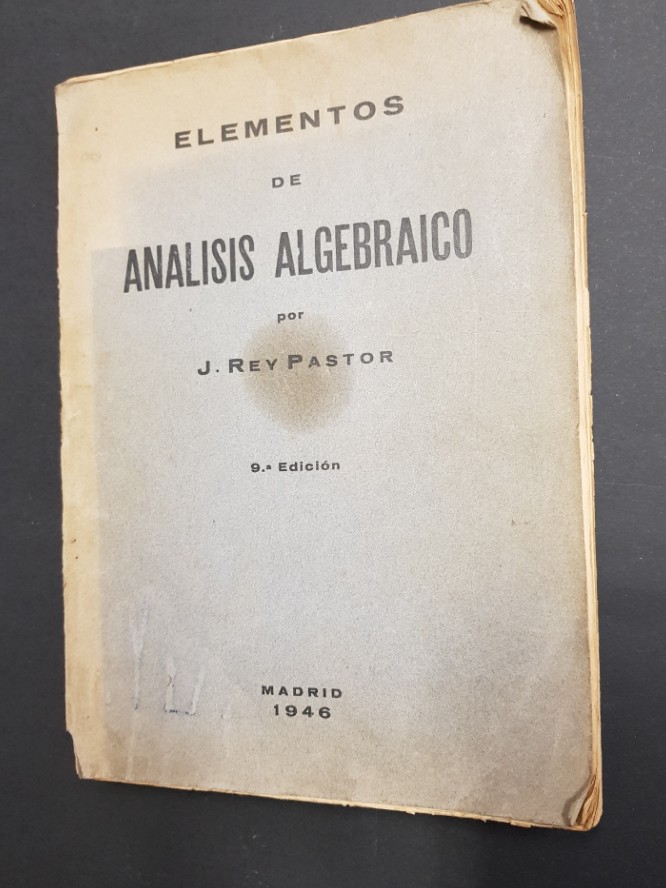 ELEMENTOS
DE
ANALISIS ALGEBRAICO
por
J. REY PASTOR
9.ª Edición
MADRID
1946